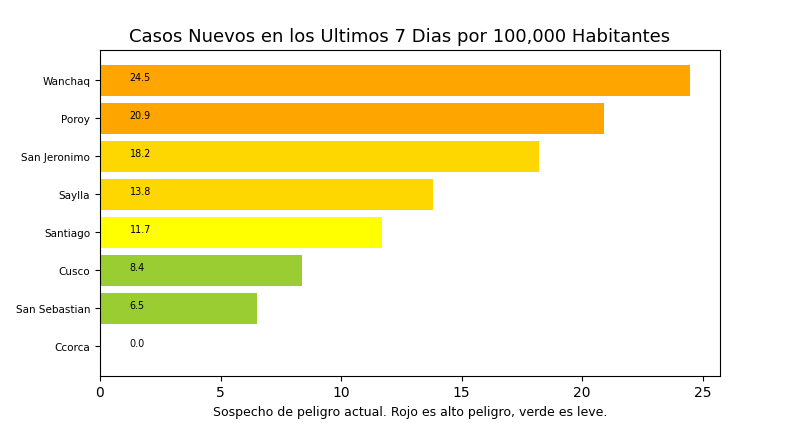 Casos Nuevos en los Ultimos 7 Dias por 100,000 Habitantes
Wanchaq 24.5
Poroy 20.9
San Jeronimo 18.2
Saylla 13.8
Santiago 11.7
Cusco 8.4
San Sebastian 6.5
Ccorca 0.0
0 5 10 15 20 25
Sospecho de peligro actual. Rojo es alto peligro, verde es leve.